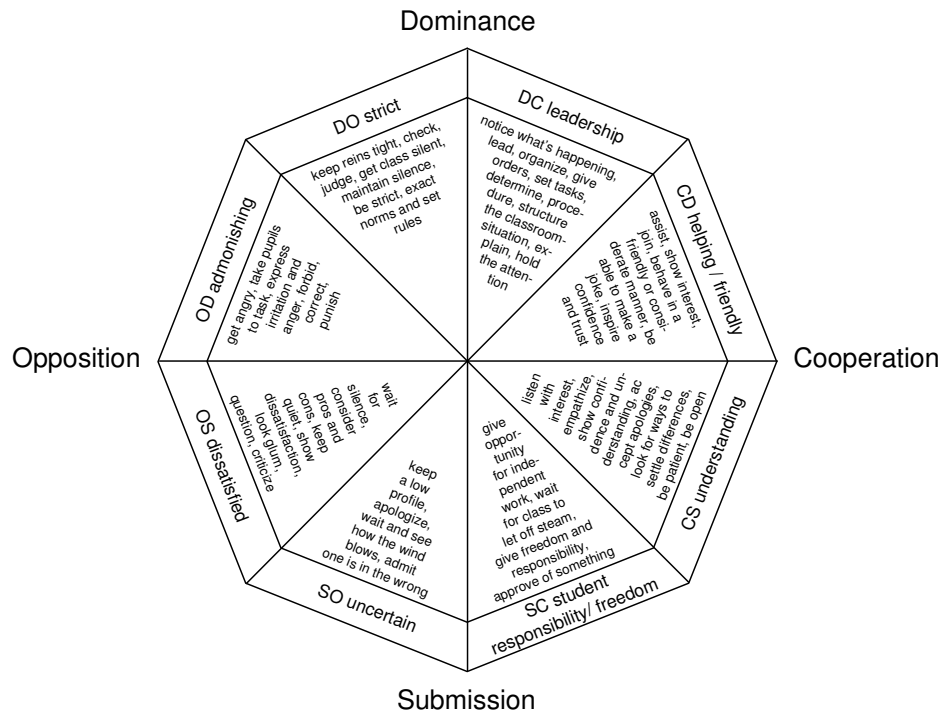 Dominance
DC leadership
notice what's happening,
lead, organize, give
orders, set tasks,
determine, proce-
dure, structure
the classroom-
situation, ex-
plain, hold
the atten-
tion
CD helping / friendly
assist, show interest,
join, behave in a
friendly or consi-
derate manner, be
able to make a
joke, inspire
confidence
and trust
Cooperation
CS understanding
listen
with
interest,
empathize,
show confi-
dence and un-
derstanding, ac
cept apologies,
look for ways to
settle differences,
be patient, be open
SC student
responsibility/ freedom
give
oppor-
tunity
for inde-
pendent
work, wait
for class to
let off steam,
give freedom and
responsibility,
approve of something
Submission
SO uncertain
keep
a low
profile,
apologize,
wait and see
how the wind
blows, admit
one is in the wrong
OS dissatisfied
wait
for
silence,
consider
pros and
cons, keep
quiet, show
dissatisfaction,
look glum,
question, criticize
Opposition
OD admonishing
get angry, take pupils
to task, express
irritation and
anger, forbid,
correct,
punish
DO strict
keep reins tight, check,
judge, get class silent,
maintain silence,
be strict, exact
norms and set
rules